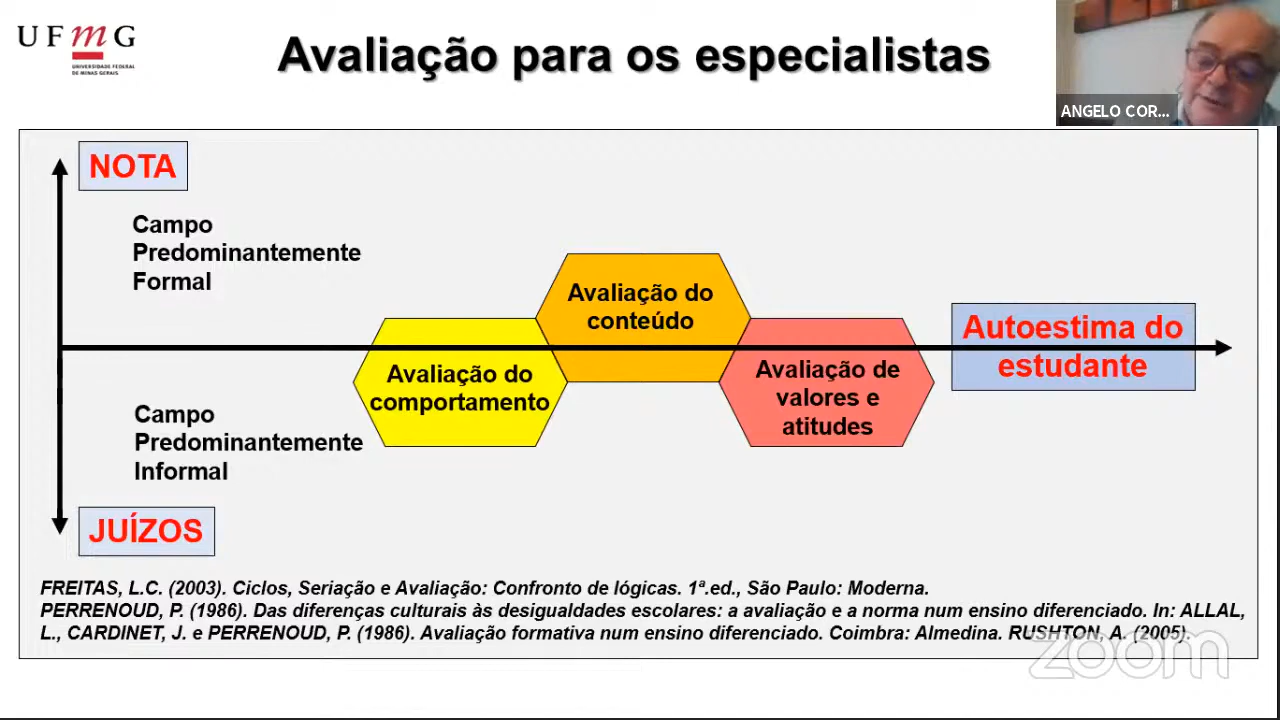 UFmG
UNIVERSIDADE FEDERAL
DE MINAS GERAIS
Avaliação para os especialistas
ANGELO COR...
NOTA
Campo
Predominantemente
Formal
Avaliação do
conteúdo
Autoestima do
estudante
Avaliação do
comportamento
Avaliação de
valores e
atitudes
Campo
Predominantemente
Informal
JUÍZOS
FREITAS, L.C. (2003). Ciclos, Seriação e Avaliação: Confronto de lógicas. 1ª.ed., São Paulo: Moderna.
PERRENOUD, P. (1986). Das diferenças culturais às desigualdades escolares: a avaliação e a norma num ensino diferenciado. In: ALLAL,
L., CARDINET, J. e PERRENOUD, P. (1986). Avaliação formativa num ensino diferenciado. Coimbra: Almedina. RUSHTON, A. (2005).
zoom